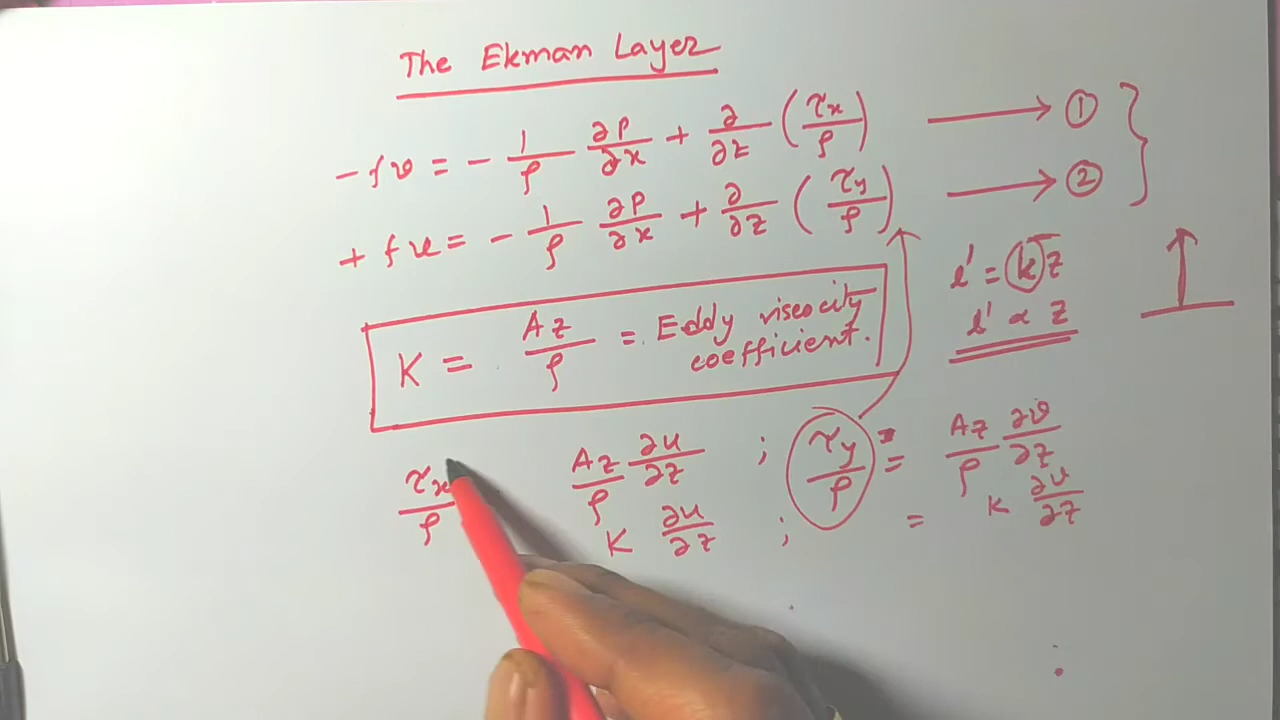 The Ekman Layer
-fv = - 1/ρ ∂P/∂x + ∂/∂z (τx/ρ) → ①
+fu = - 1/ρ ∂P/∂x + ∂/∂z (τy/ρ) → ②
l' = k z
l' ∝ z
K = Az/ρ = Eddy viscocity coefficient.
τx/ρ Az/ρ ∂u/∂z ; τy/ρ = Az/ρ ∂v/∂z
K ∂u/∂z ; = K ∂v/∂z